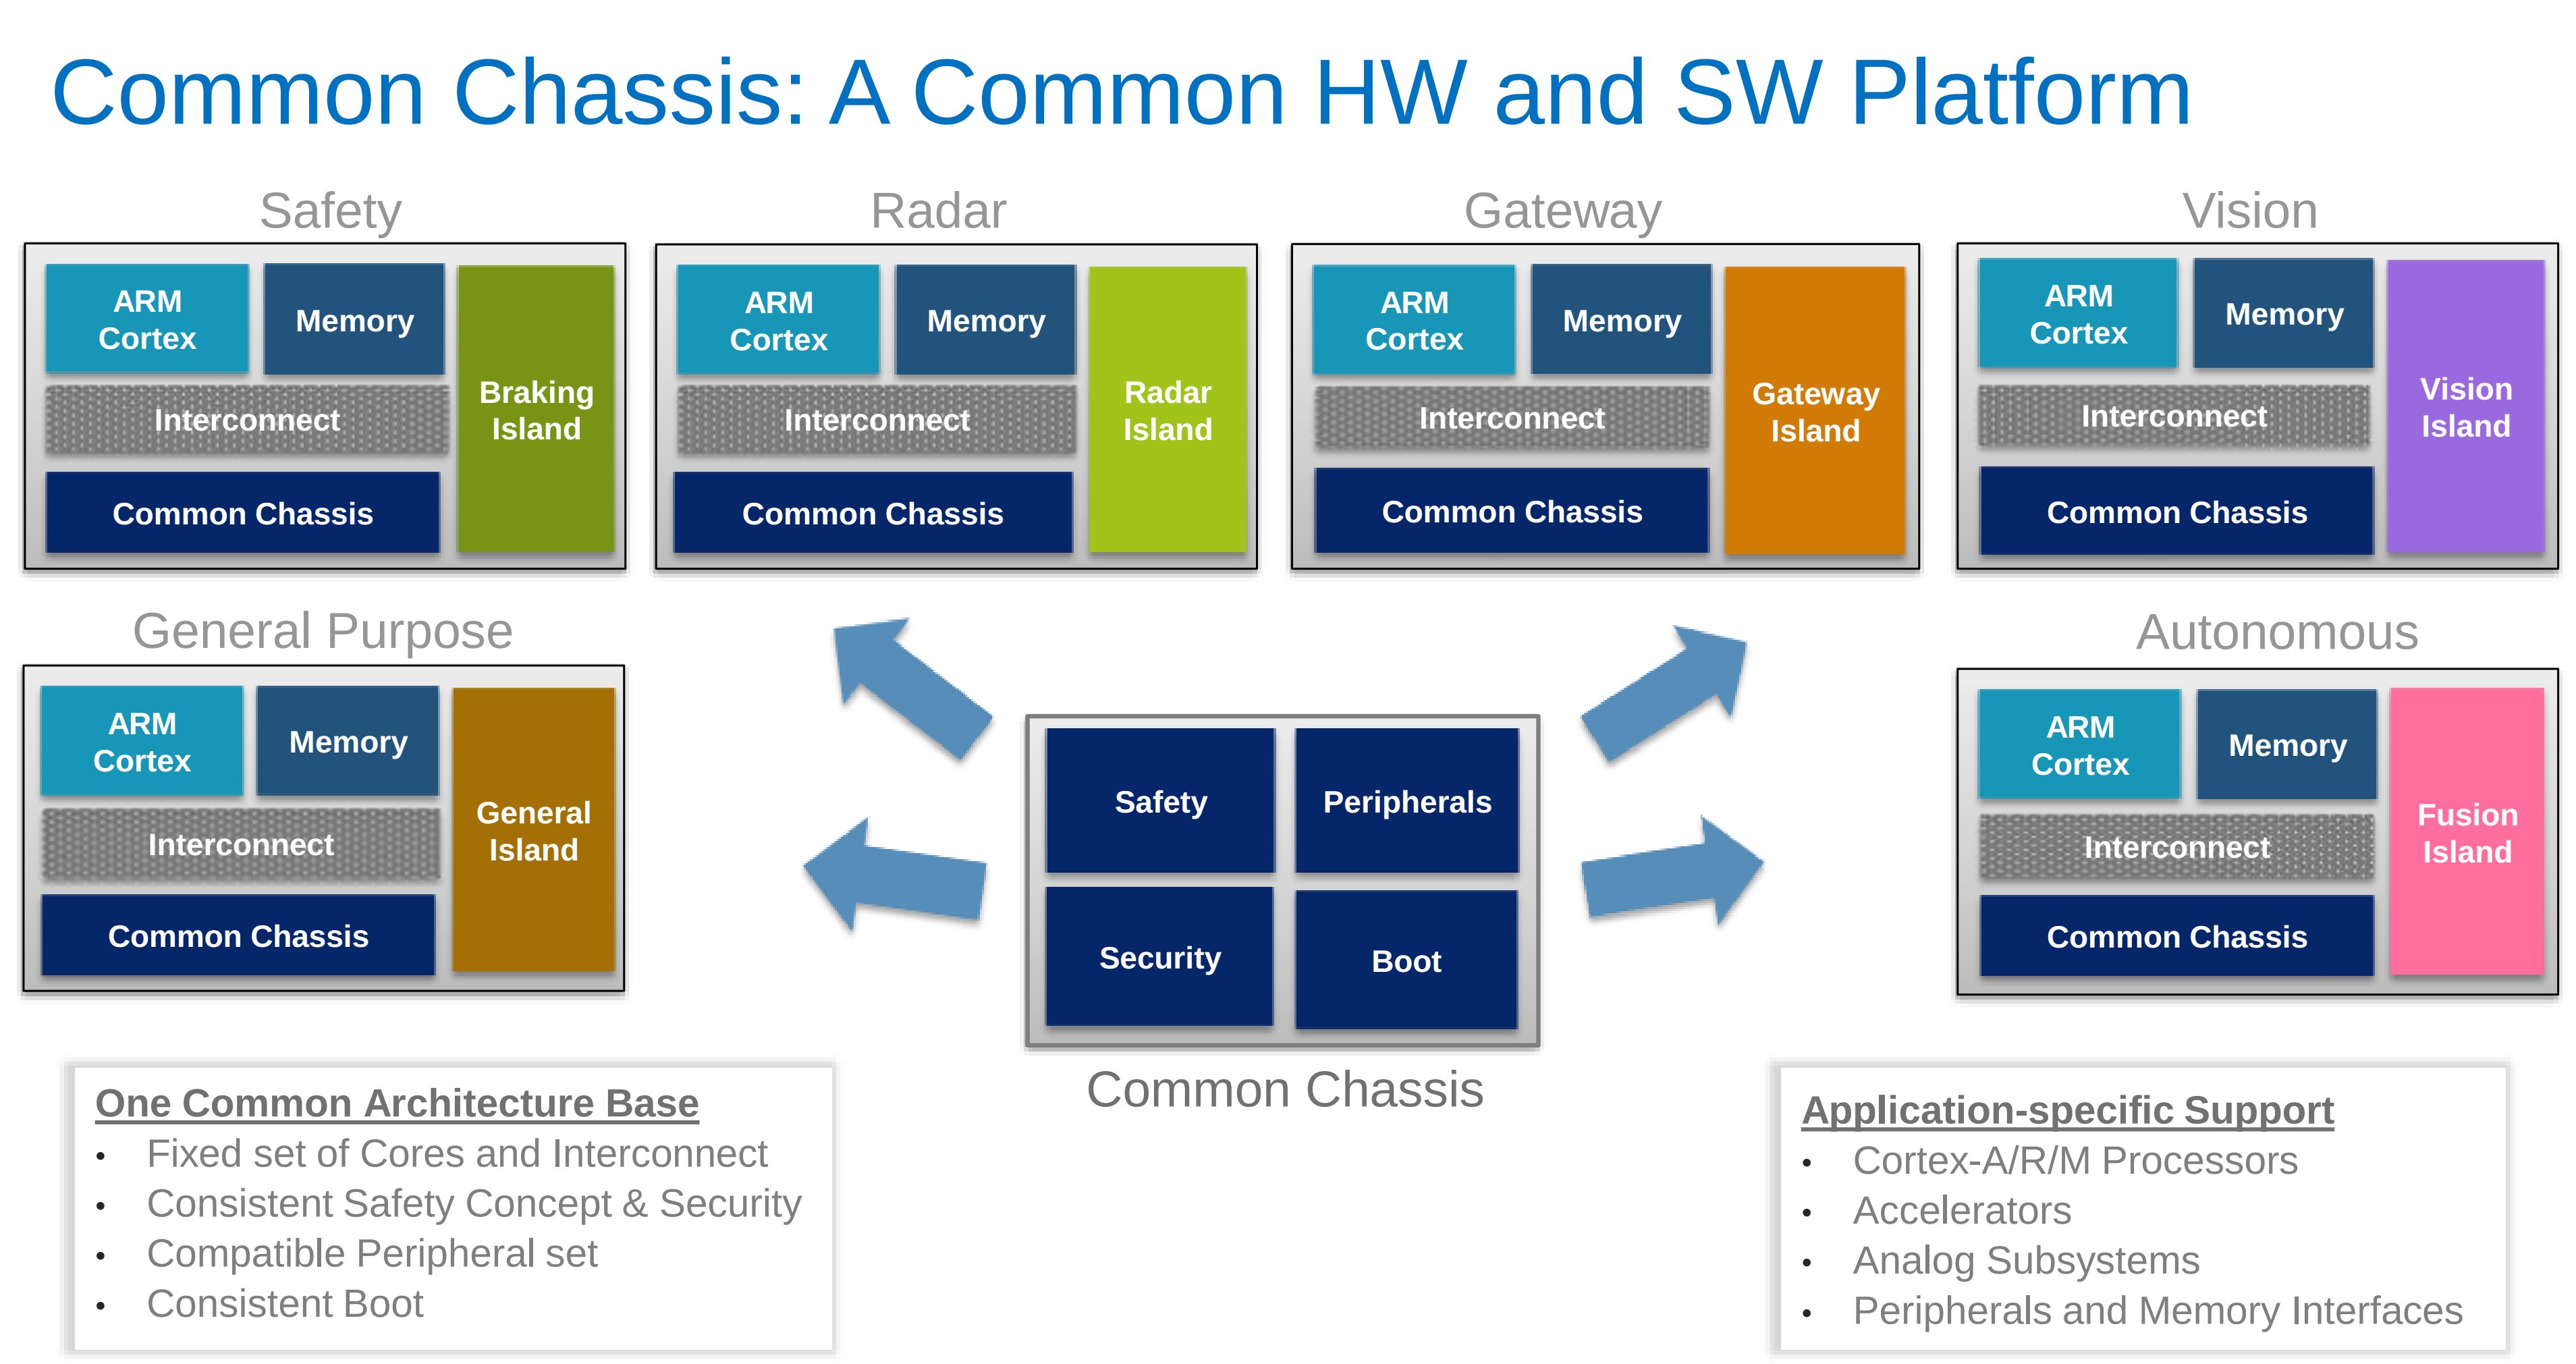 Common Chassis: A Common HW and SW Platform
Safety
ARM
Cortex
Memory
Interconnect
Common Chassis
Braking
Island
Radar
ARM
Cortex
Memory
Interconnect
Common Chassis
Radar
Island
Gateway
ARM
Cortex
Memory
Interconnect
Common Chassis
Gateway
Island
Vision
ARM
Cortex
Memory
Interconnect
Common Chassis
Vision
Island
General Purpose
ARM
Cortex
Memory
Interconnect
Common Chassis
General
Island
Safety
Peripherals
Security
Boot
Common Chassis
Autonomous
ARM
Cortex
Memory
Interconnect
Common Chassis
Fusion
Island
One Common Architecture Base
• Fixed set of Cores and Interconnect
• Consistent Safety Concept & Security
• Compatible Peripheral set
• Consistent Boot
Application-specific Support
• Cortex-A/R/M Processors
• Accelerators
• Analog Subsystems
• Peripherals and Memory Interfaces